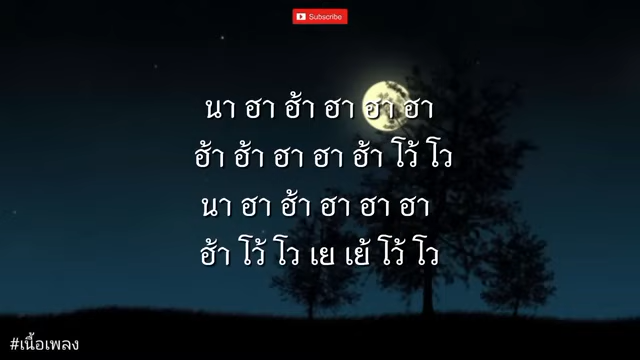 Subscribe
นา ฮา ฮ้า ฮา ฮา ฮา
ฮ้า ฮ้า ฮา ฮา ฮ้า โว้ โว
นา ฮา ฮ้า ฮา ฮา ฮา
ฮ้า โว้ โว เย เย้ โว้ โว
#เนื้อเพลง